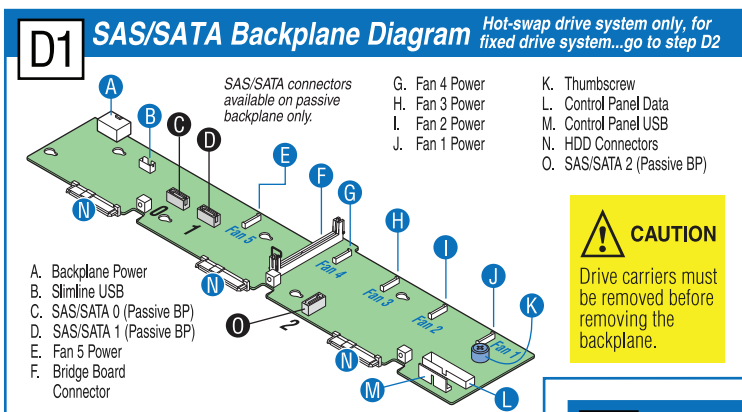 D1
SAS/SATA Backplane Diagram
Hot-swap drive system only, for
fixed drive system...go to step D2
SAS/SATA connectors
available on passive
backplane only.
G. Fan 4 Power
H. Fan 3 Power
I. Fan 2 Power
J. Fan 1 Power
K. Thumbscrew
L. Control Panel Data
M. Control Panel USB
N. HDD Connectors
O. SAS/SATA 2 (Passive BP)
A
B
C
D
E
F
G
H
I
J
K
N
0
1
Fan 5
Fan 4
Fan 3
Fan 2
Fan 1
N
O
2
N
M
L
CAUTION
Drive carriers must
be removed before
removing the
backplane.
A. Backplane Power
B. Slimline USB
C. SAS/SATA 0 (Passive BP)
D. SAS/SATA 1 (Passive BP)
E. Fan 5 Power
F. Bridge Board
Connector